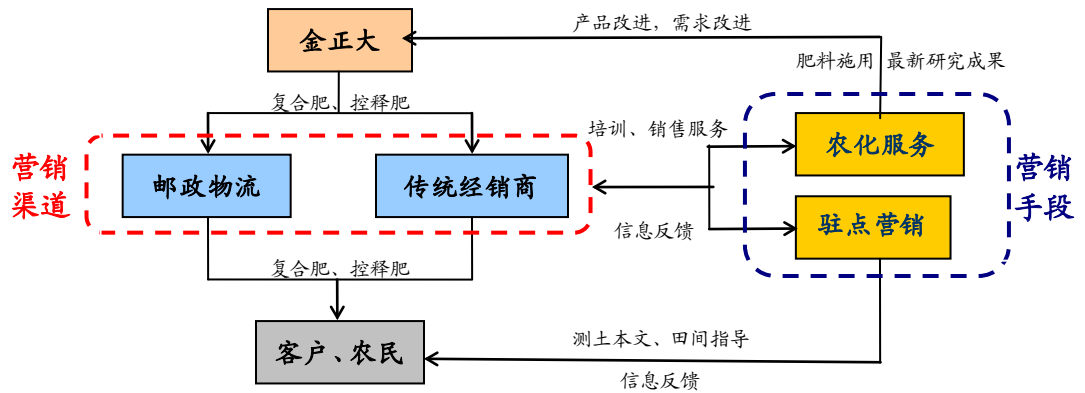 产品改进，需求改进
金正大
肥料施用 最新研究成果
复合肥、控释肥
培训、销售服务
农化服务
营销
渠道
邮政物流
传统经销商
营销
手段
信息反馈
驻点营销
复合肥、控释肥
客户、农民
测土本文、田间指导
信息反馈